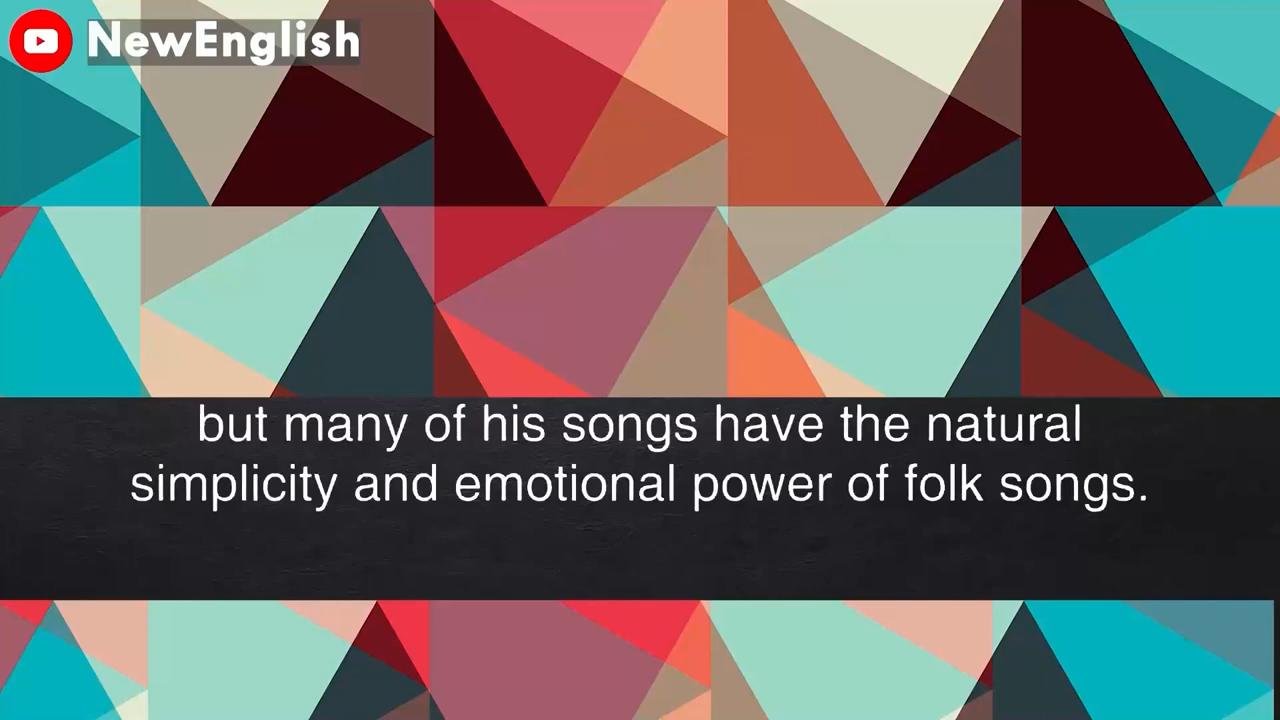 NewEnglish
but many of his songs have the natural
simplicity and emotional power of folk songs.